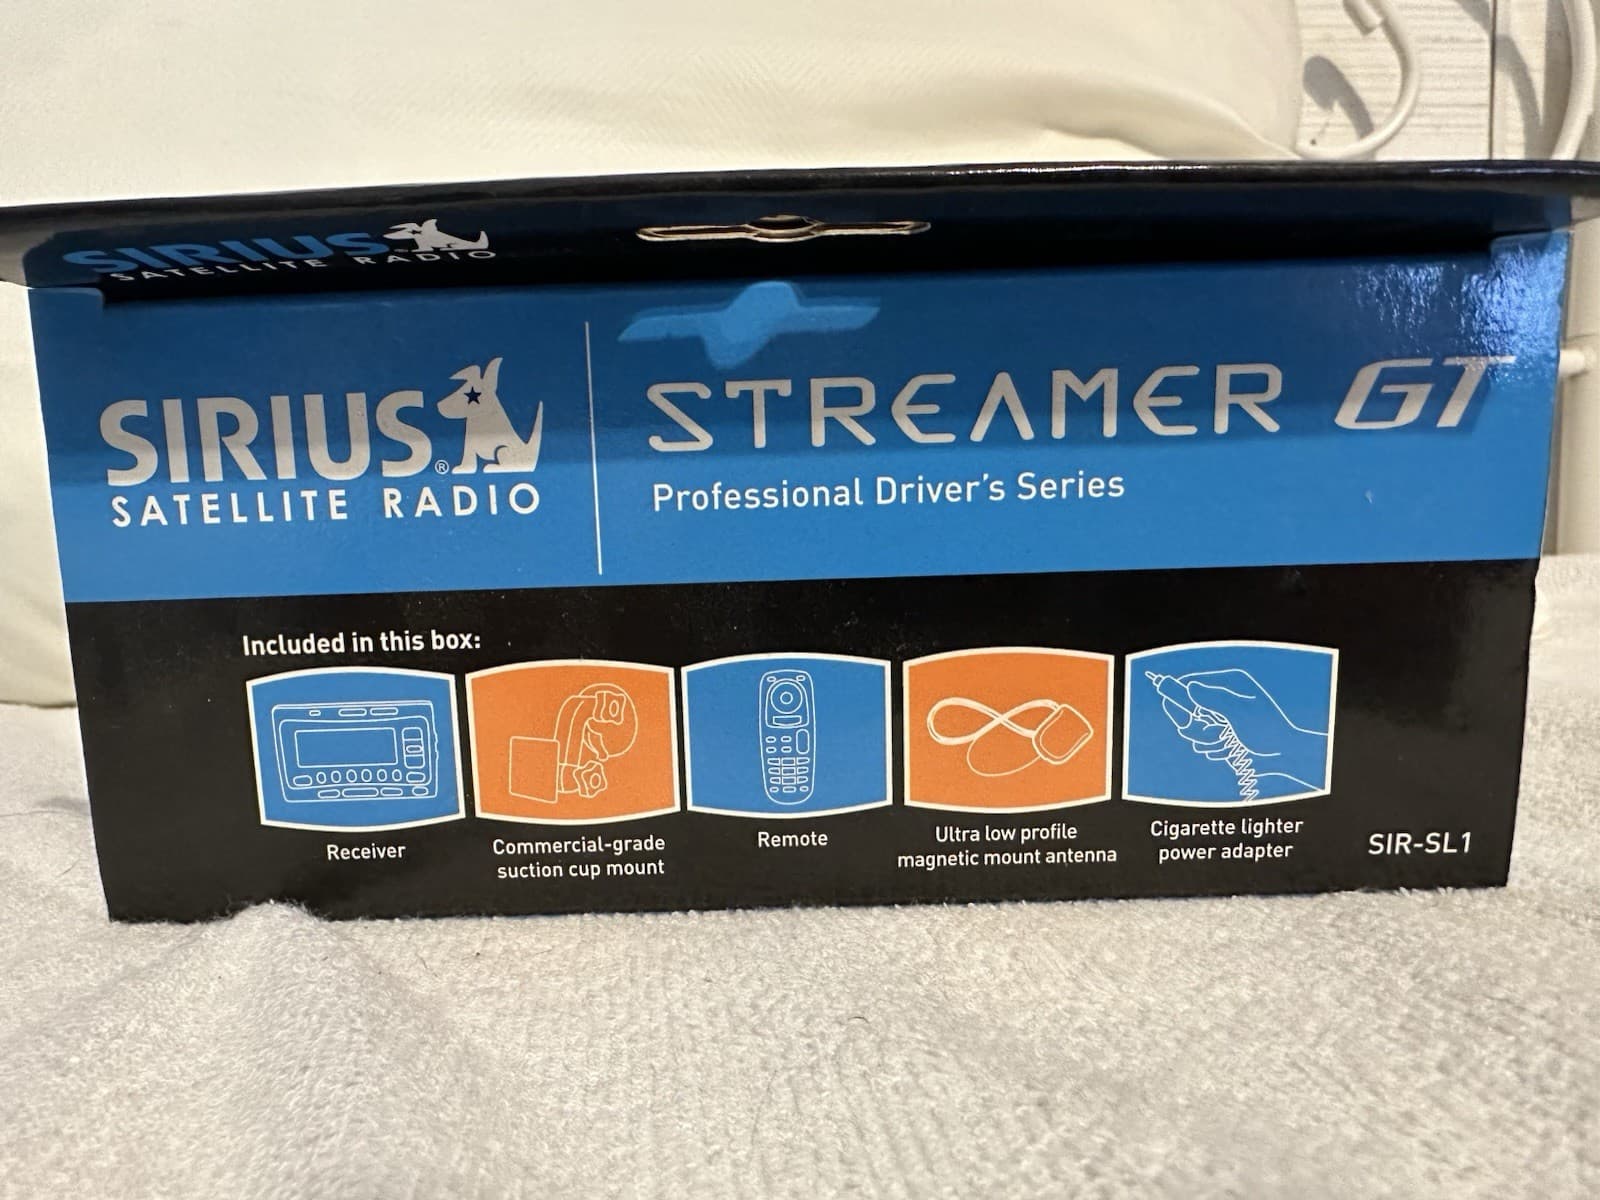 SIRIUS
SATELLITE RADIO
SIRIUS®
SATELLITE RADIO
STREAMER GT
Professional Driver's Series
Included in this box:
Receiver
Commercial-grade
suction cup mount
Remote
Ultra low profile
magnetic mount antenna
Cigarette lighter
power adapter
SIR-SL1